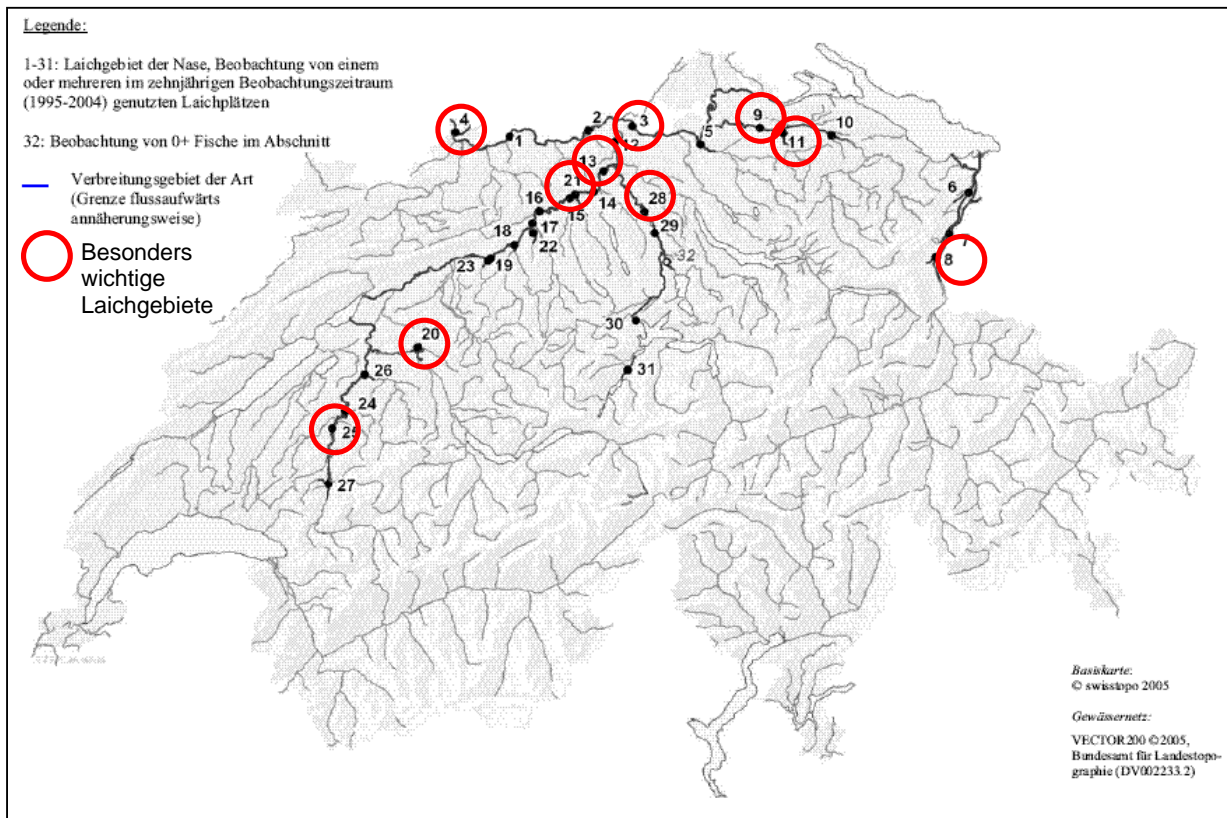 Legende:
1-31: Laichgebiet der Nase, Beobachtung von einem
oder mehreren im zehnjährigen Beobachtungszeitraum
(1995-2004) genutzten Laichplätzen
32: Beobachtung von 0+ Fische im Abschnitt
Verbreitungsgebiet der Art
(Grenze flussaufwärts
annäherungsweise)
Besonders
wichtige
Laichgebiete
4
1
2
3
12
5
9
11
10
13
21
14
15
16
17
22
18
23
19
28
29
32
6
7
8
20
30
31
26
24
25
27
Basiskarte:
© swisstopo 2005
Gewässernetz:
VECTOR200 ©2005,
Bundesamt für Landestopo-
graphie (DV002233.2)